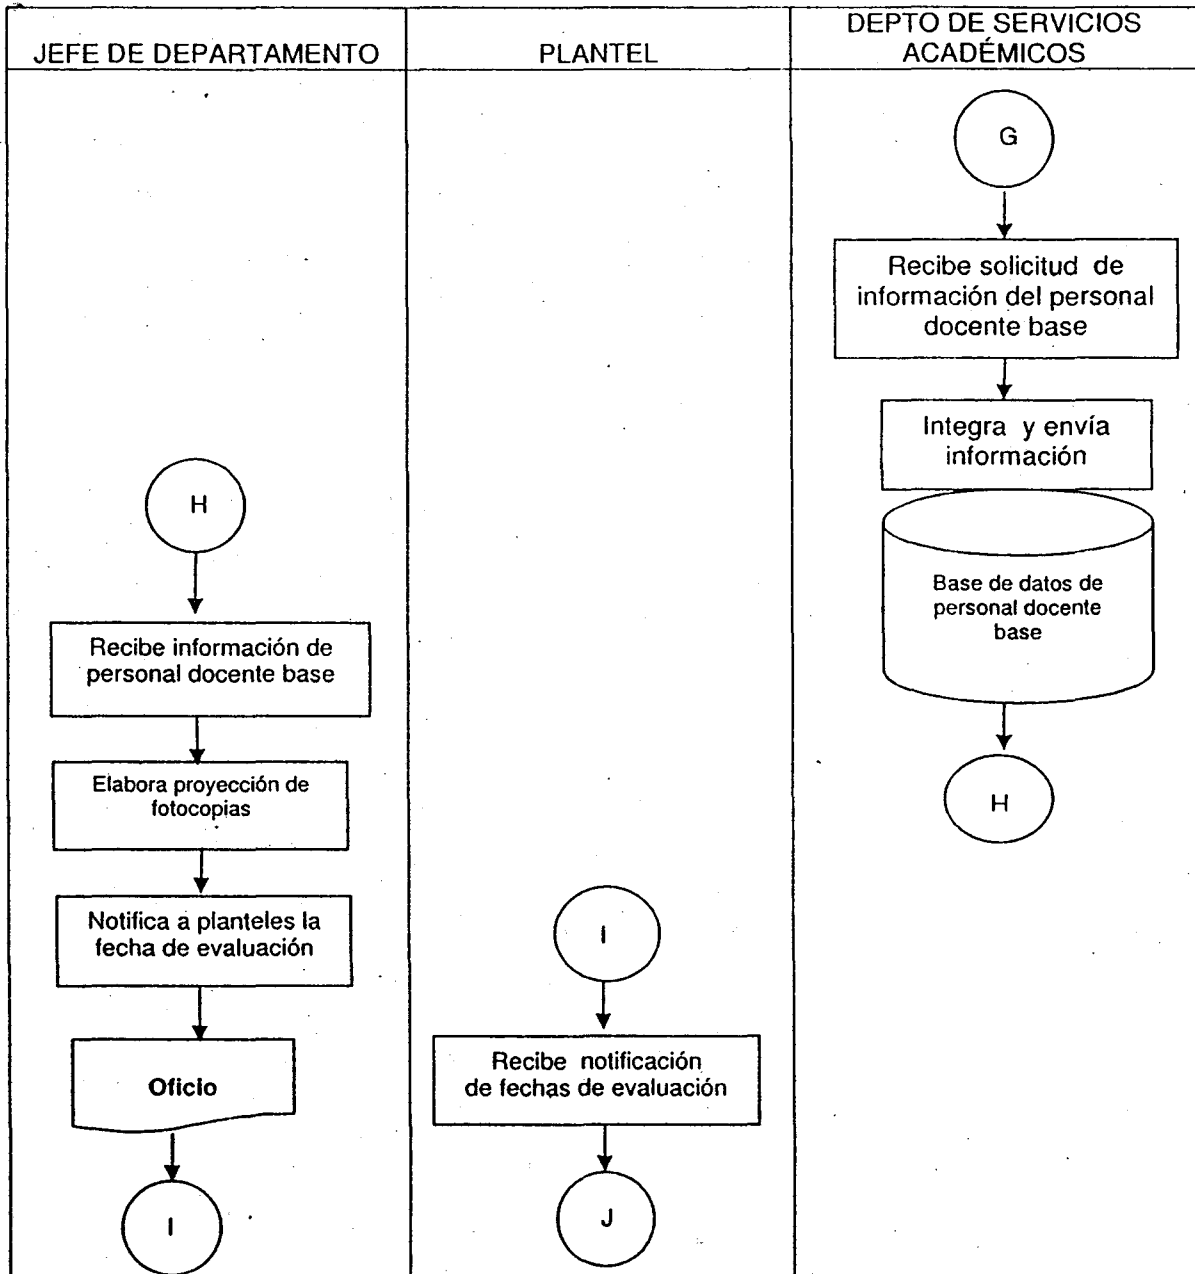 JEFE DE DEPARTAMENTO
PLANTEL
DEPTO DE SERVICIOS
ACADÉMICOS
G
Recibe solicitud de
información del personal
docente base
Integra y envía
información
Base de datos de
personal docente
base
H
H
Recibe información de
personal docente base
Elabora proyección de
fotocopias
Notifica a planteles la
fecha de evaluación
Oficio
I
I
Recibe notificación
de fechas de evaluación
J